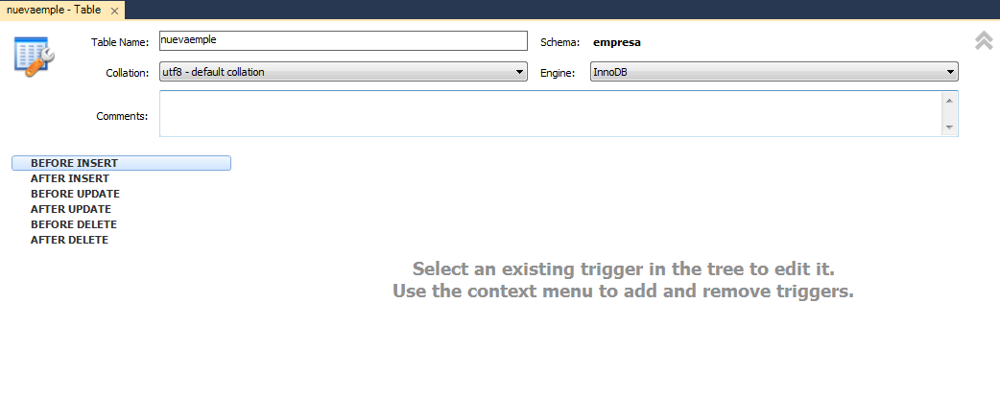 nuevaemple - Table
Table Name: nuevaemple Schema: empresa
Collation: utf8 - default collation Engine: InnoDB
Comments:
BEFORE INSERT
AFTER INSERT
BEFORE UPDATE
AFTER UPDATE
BEFORE DELETE
AFTER DELETE
Select an existing trigger in the tree to edit it.
Use the context menu to add and remove triggers.